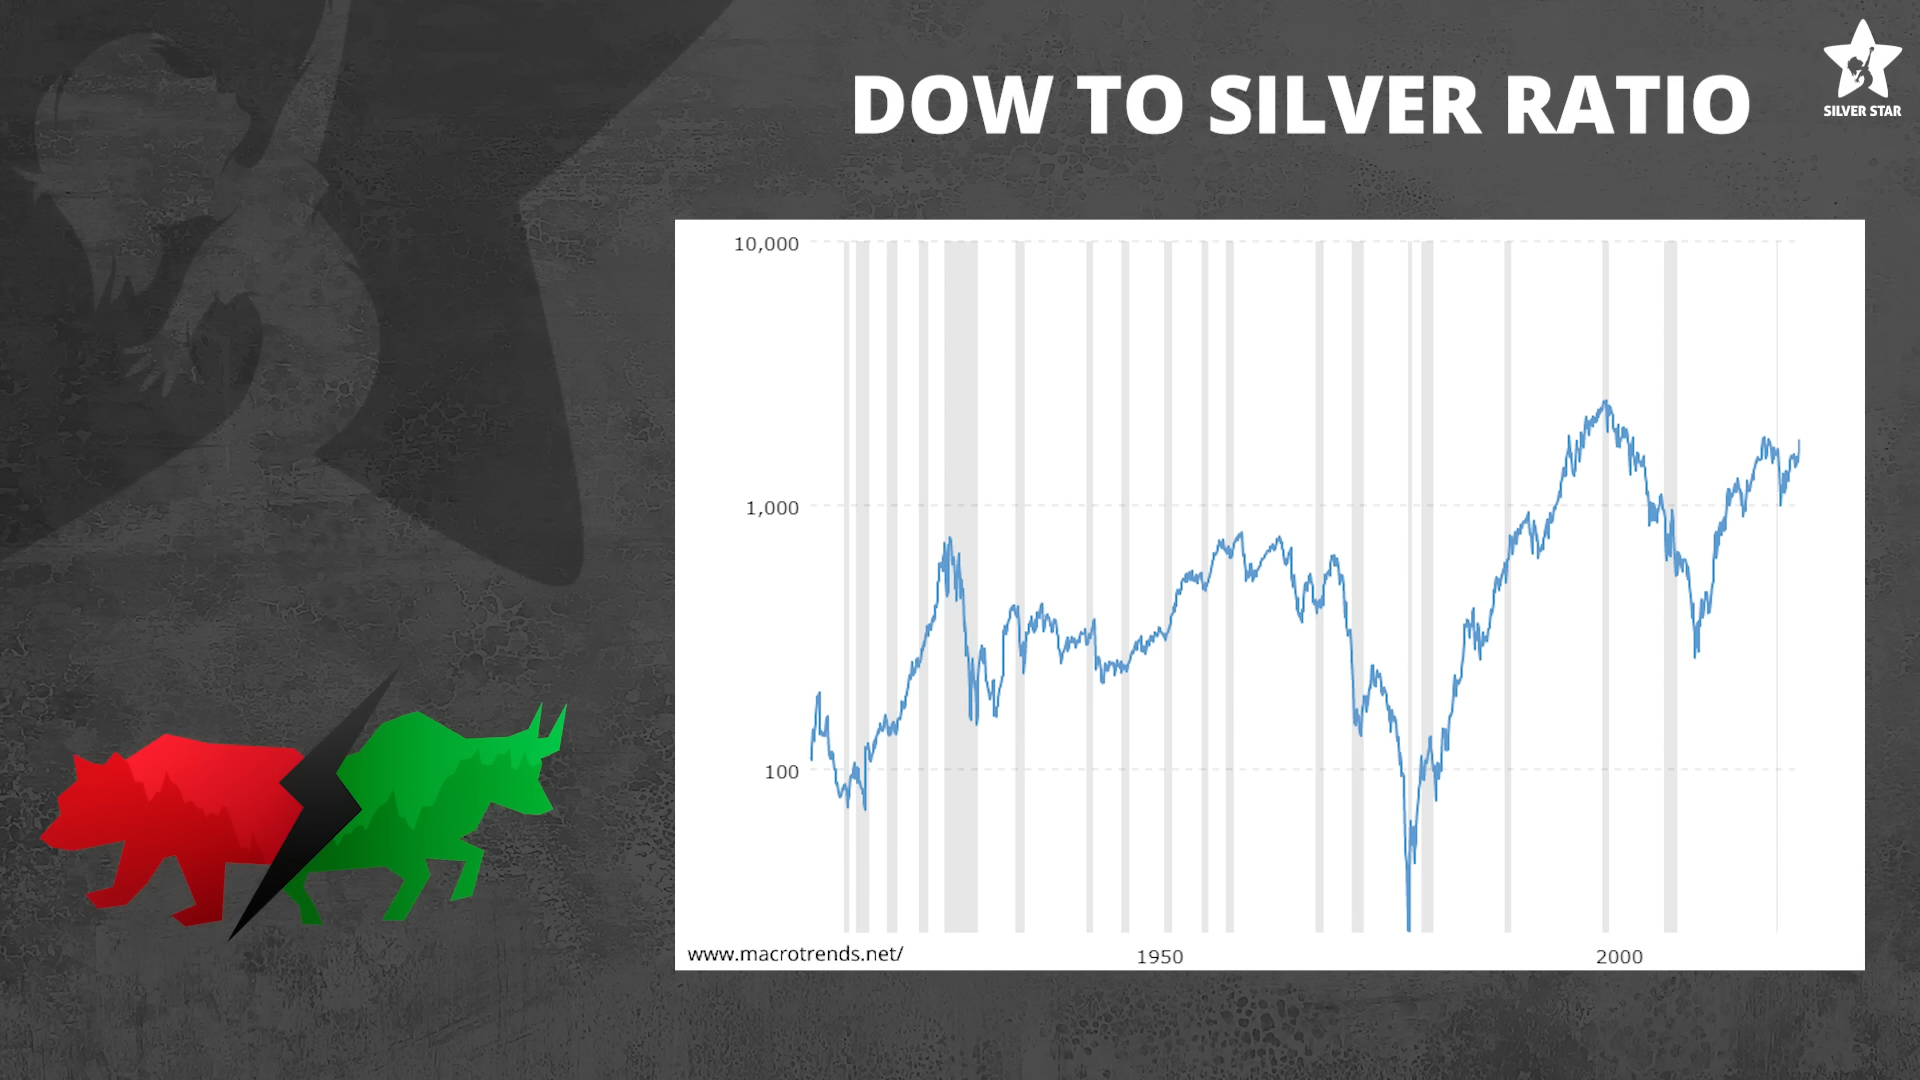 DOW TO SILVER RATIO
SILVER STAR
10,000
1,000
100
www.macrotrends.net/
1950
2000